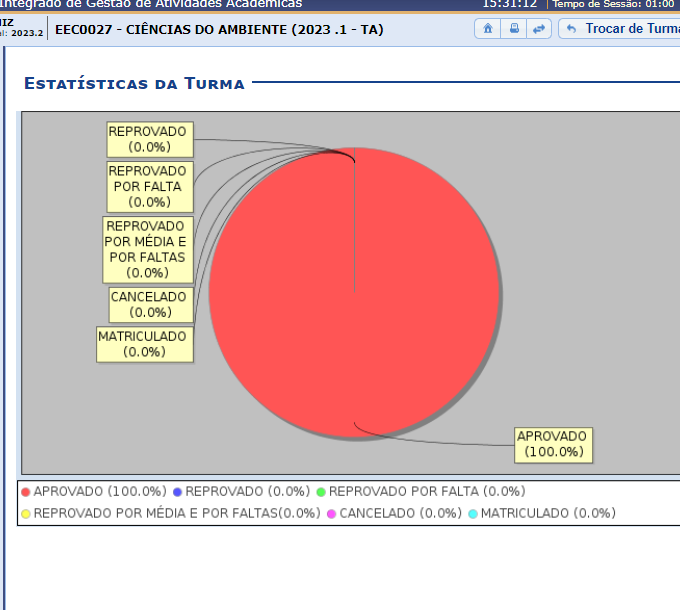 Integrado de Gestão de Atividades Acadêmicas 15:31:12 | Tempo de Sessão: 01:00
IZ
l: 2023.2 EEC0027 - CIÊNCIAS DO AMBIENTE (2023 .1 - TA) Trocar de Turma
ESTATÍSTICAS DA TURMA
REPROVADO
(0.0%)
REPROVADO
POR FALTA
(0.0%)
REPROVADO
POR MÉDIA E
POR FALTAS
(0.0%)
CANCELADO
(0.0%)
MATRICULADO
(0.0%)
APROVADO
(100.0%)
APROVADO (100.0%) REPROVADO (0.0%) REPROVADO POR FALTA (0.0%)
REPROVADO POR MÉDIA E POR FALTAS(0.0%) CANCELADO (0.0%) MATRICULADO (0.0%)